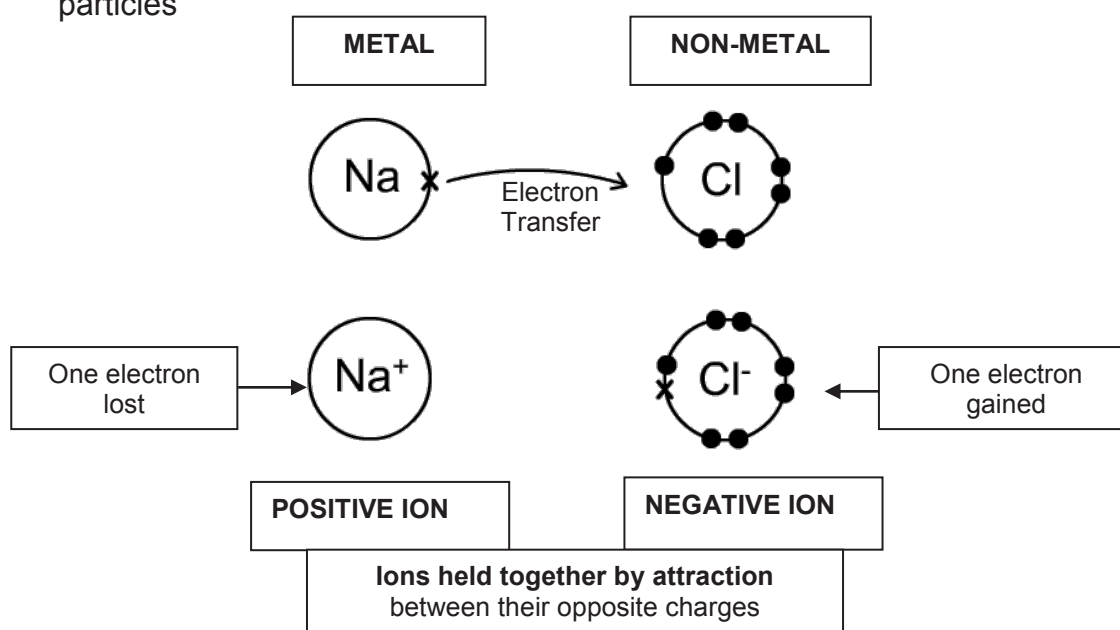 particles
METAL
NON-METAL
Na
Cl
Electron
Transfer
One electron
lost
Na⁺
Cl⁻
One electron
gained
POSITIVE ION
NEGATIVE ION
Ions held together by attraction
between their opposite charges